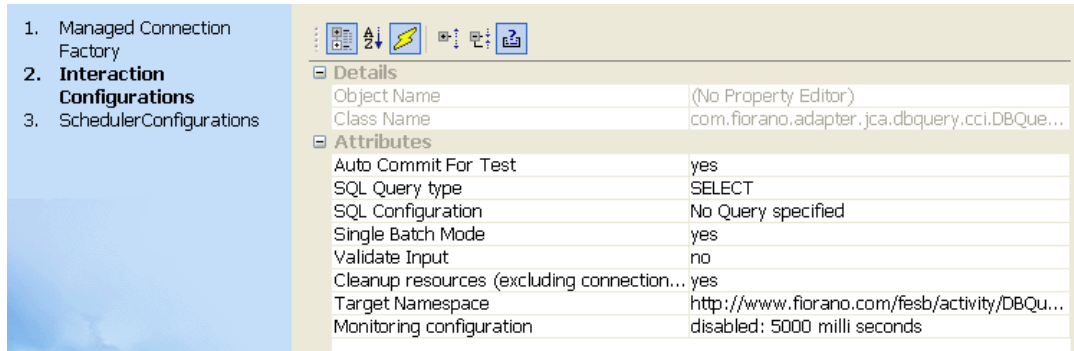 1. Managed Connection
Factory
2. Interaction
Configurations
3. SchedulerConfigurations
Details
Object Name (No Property Editor)
Class Name com.fiorano.adapter.jca.dbquery.cci.DBQue...
Attributes
Auto Commit For Test yes
SQL Query type SELECT
SQL Configuration No Query specified
Single Batch Mode yes
Validate Input no
Cleanup resources (excluding connection... yes
Target Namespace http://www.fiorano.com/fesb/activity/DBQu...
Monitoring configuration disabled: 5000 milli seconds